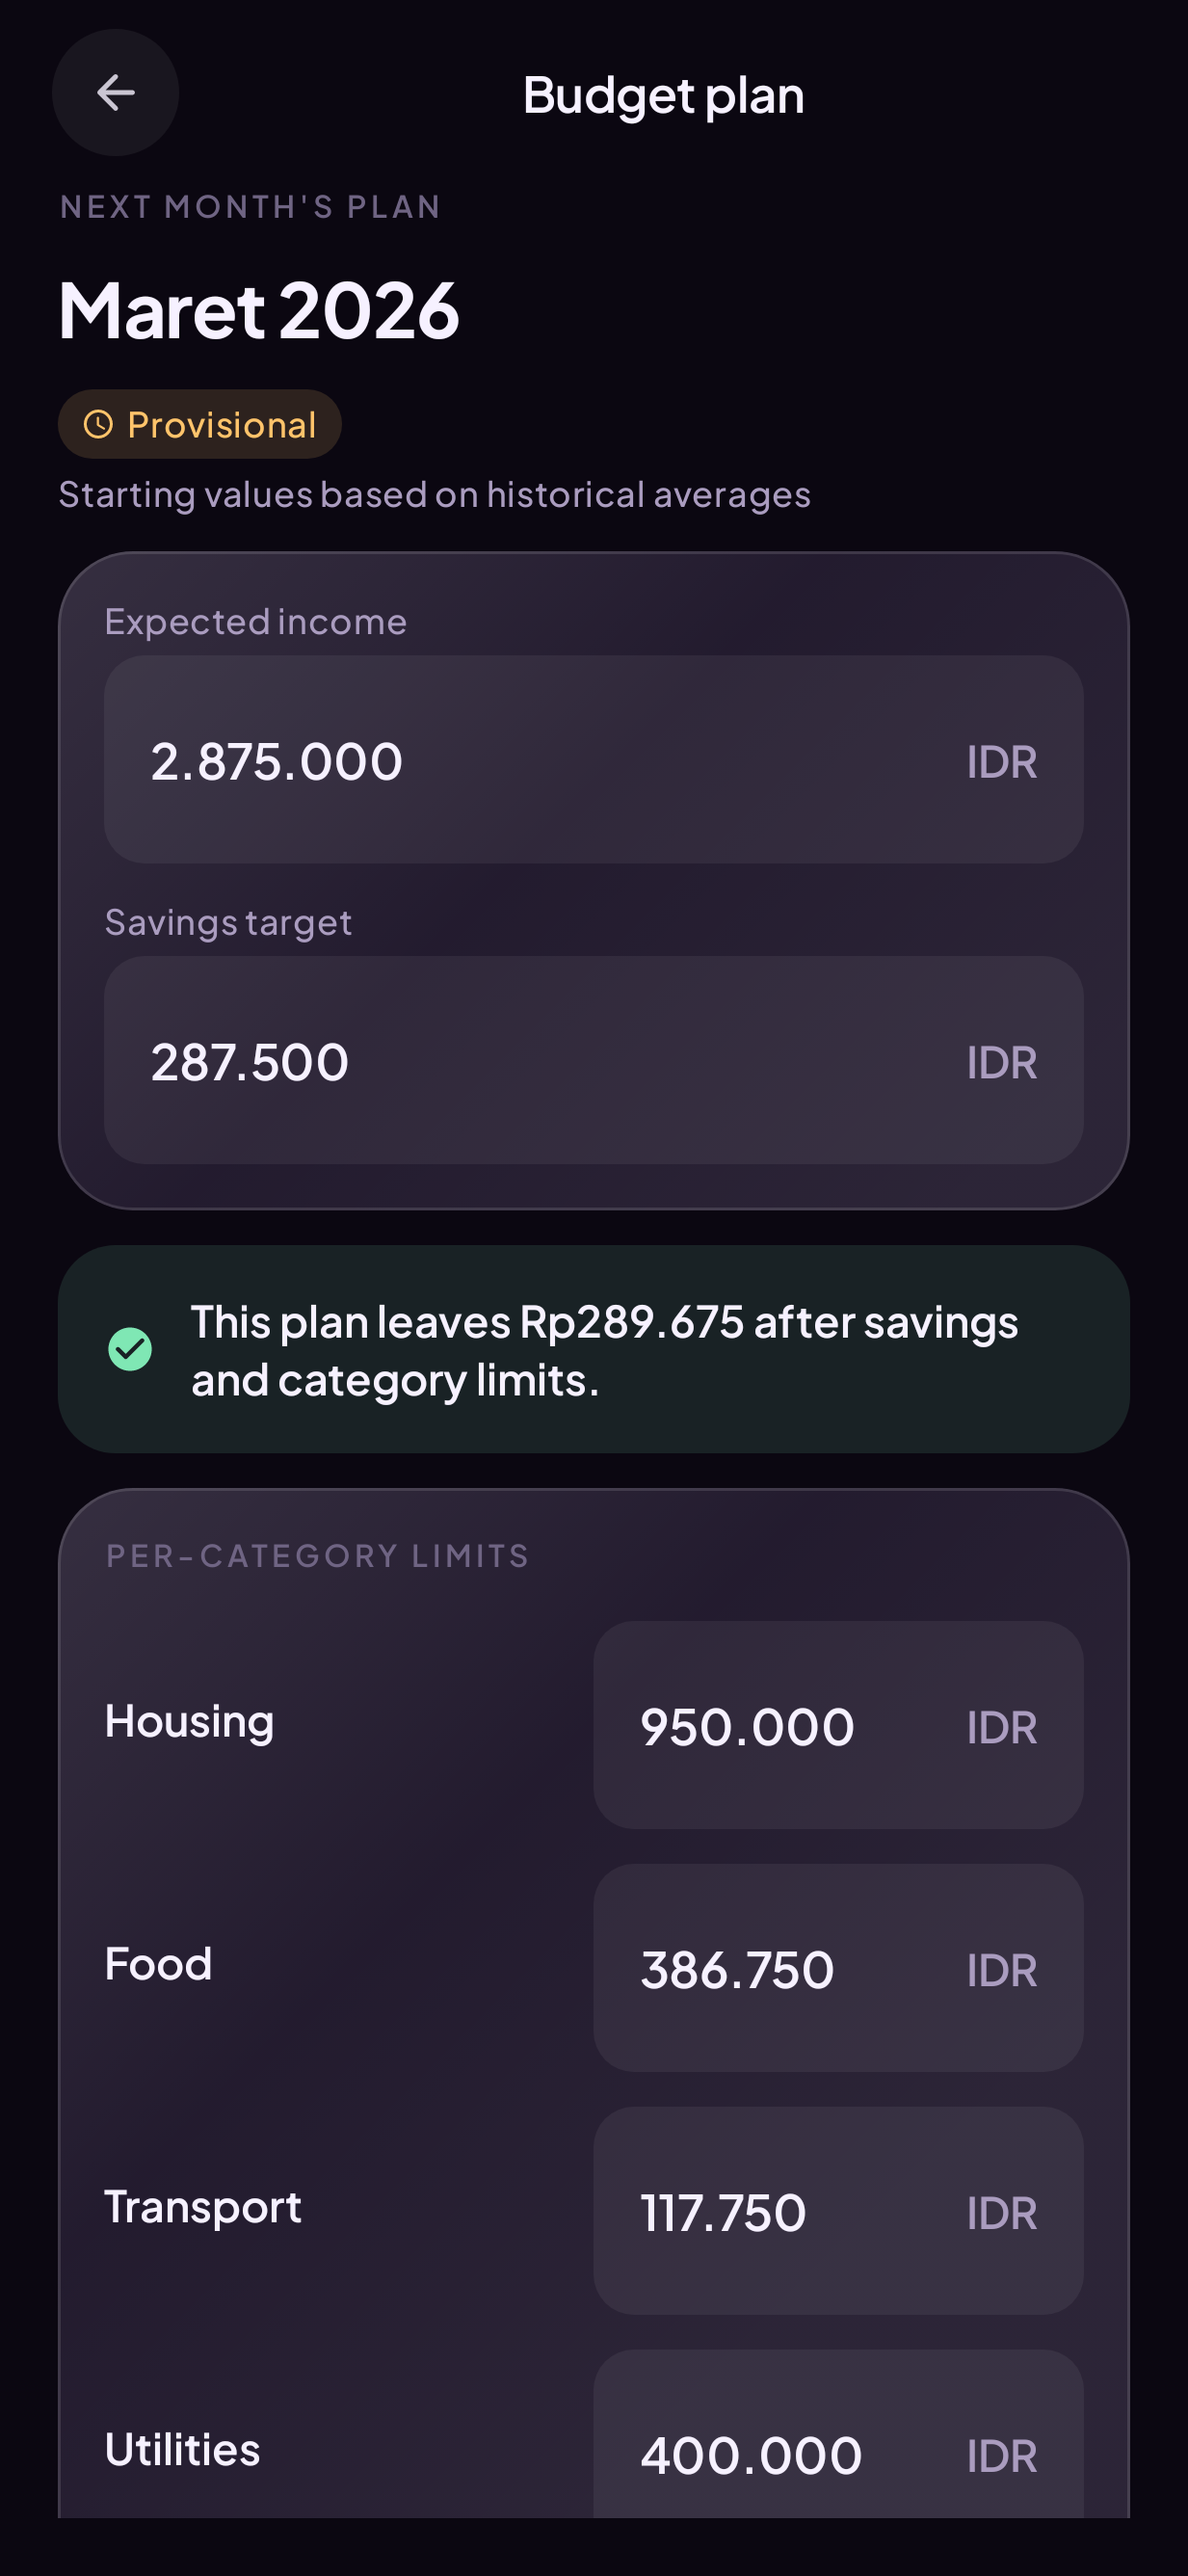 Budget plan
NEXT MONTH'S PLAN
Maret 2026
Provisional
Starting values based on historical averages
Expected income
2.875.000 IDR
Savings target
287.500 IDR
This plan leaves Rp289.675 after savings
and category limits.
PER-CATEGORY LIMITS
Housing 950.000 IDR
Food 386.750 IDR
Transport 117.750 IDR
Utilities 400.000 IDR